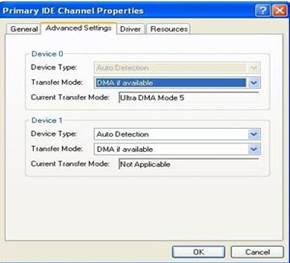 Primary IDE Channel Properties
General Advanced Settings Driver Resources
Device 0
Device Type: Auto Detection
Transfer Mode: DMA if available
Current Transfer Mode: Ultra DMA Mode 5
Device 1
Device Type: Auto Detection
Transfer Mode: DMA if available
Current Transfer Mode: Not Applicable
OK Cancel